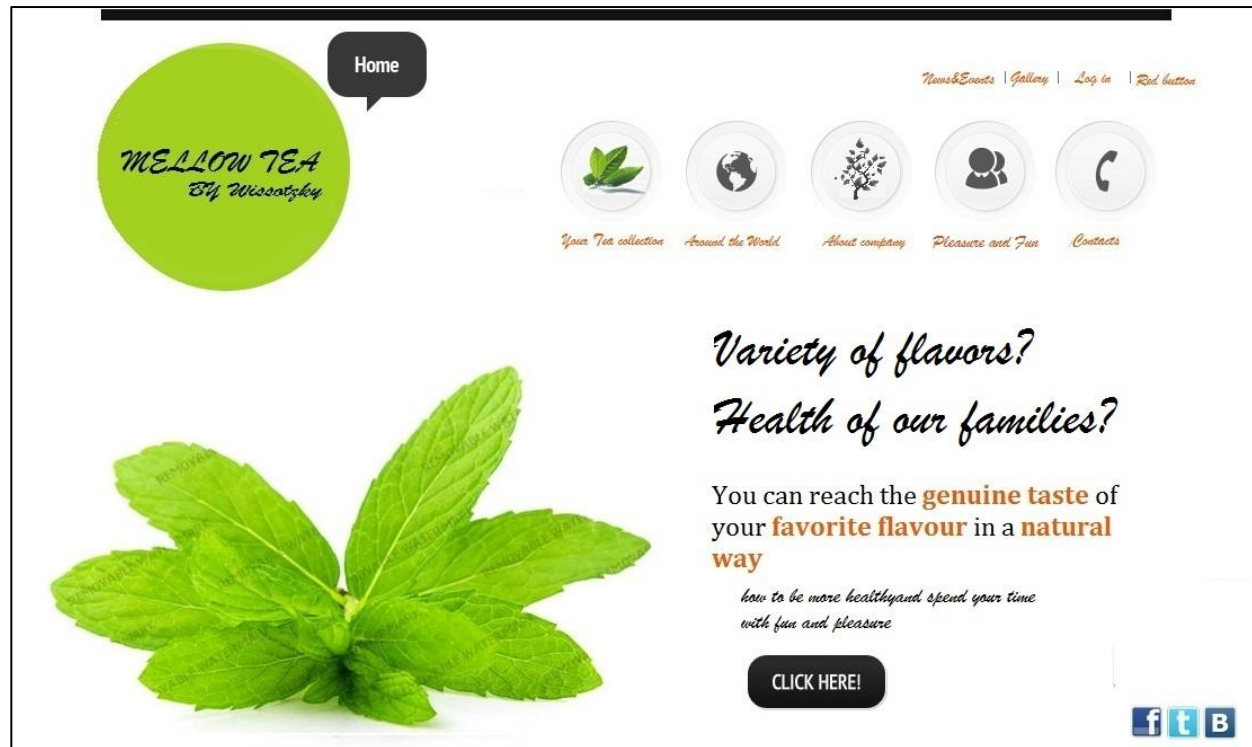 Home
News&Events | Gallery | Log in | Red button
MELLOW TEA
BY Wissotzky
Your Tea collection
Around the World
About company
Pleasure and Fun
Contacts
Variety of flavors?
Health of our families?
You can reach the genuine taste of
your favorite flavour in a natural
way
how to be more healthyand spend your time
with fun and pleasure
CLICK HERE!
f t B